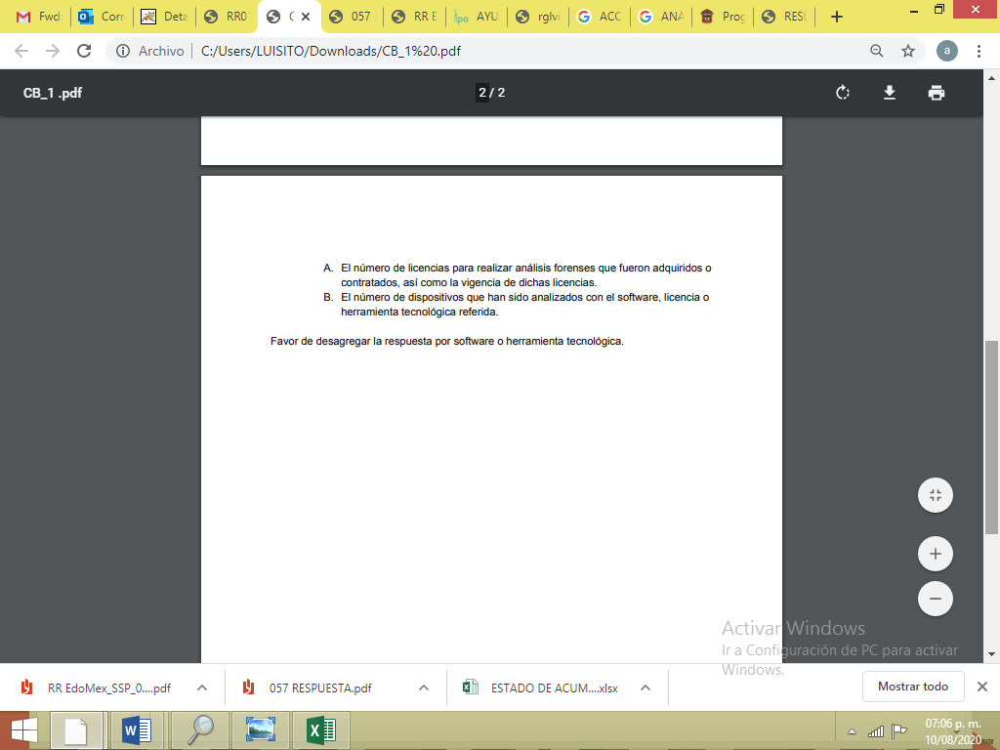 Fwd:
Corr
Deta
RR0
C
057
RR E
ipo AYU
rglvi
ACC
ANA
Prog
RESU
Archivo
C:/Users/LUISITO/Downloads/CB_1%20.pdf
a
CB_1 .pdf
2 / 2
A. El número de licencias para realizar análisis forenses que fueron adquiridos o
contratados, así como la vigencia de dichas licencias.
B. El número de dispositivos que han sido analizados con el software, licencia o
herramienta tecnológica referida.
Favor de desagregar la respuesta por software o herramienta tecnológica.
Activar Windows
Ir a Configuración de PC para activar
Windows.
RR EdoMex_SSP_0....pdf
057 RESPUESTA.pdf
ESTADO DE ACUM....xlsx
Mostrar todo
07:06 p. m.
10/08/2020